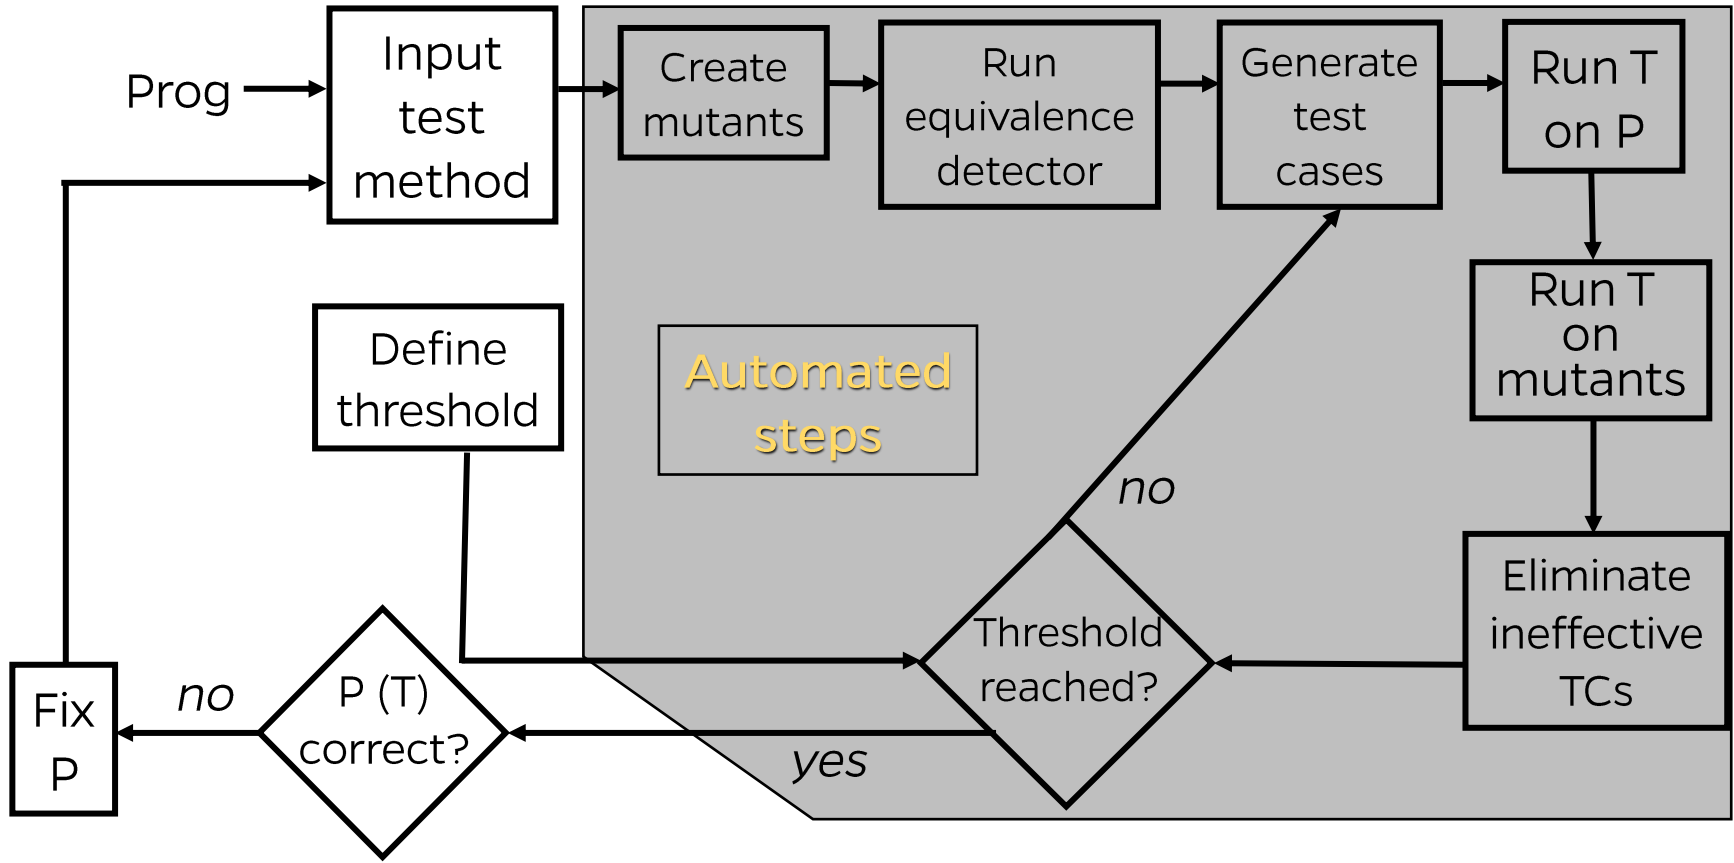 Prog
Input
test
method
Create
mutants
Run
equivalence
detector
Generate
test
cases
Run T
on P
Run T
on
mutants
Define
threshold
Automated
steps
no
Eliminate
ineffective
TCs
Threshold
reached?
yes
P (T)
correct?
no
Fix
P